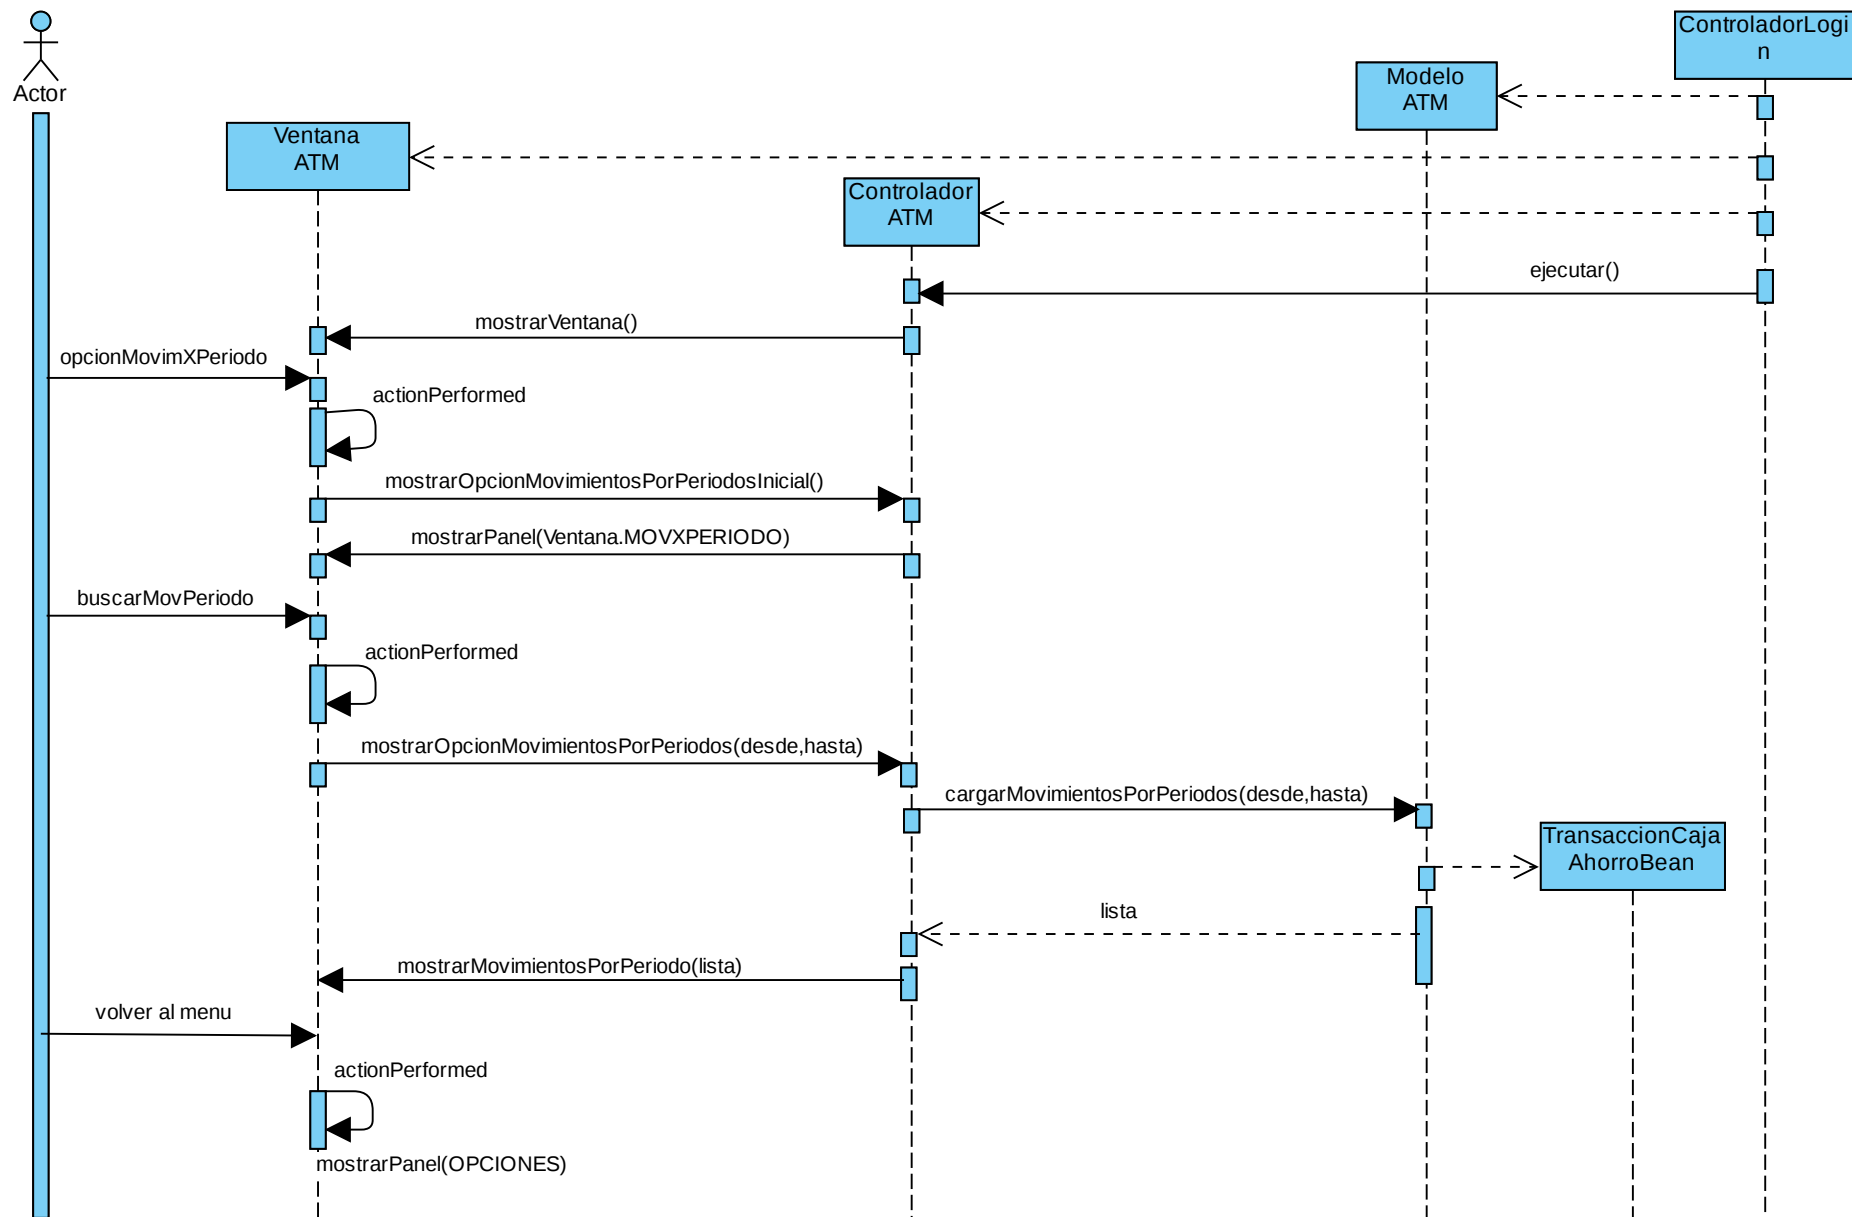 ControladorLogi
n
Modelo
ATM
Actor
Ventana
ATM
Controlador
ATM
ejecutar()
mostrarVentana()
opcionMovimXPeriodo
actionPerformed
mostrarOpcionMovimientosPorPeriodosInicial()
mostrarPanel(Ventana.MOVXPERIODO)
buscarMovPeriodo
actionPerformed
mostrarOpcionMovimientosPorPeriodos(desde,hasta)
cargarMovimientosPorPeriodos(desde,hasta)
TransaccionCaja
AhorroBean
lista
mostrarMovimientosPorPeriodo(lista)
volver al menu
actionPerformed
mostrarPanel(OPCIONES)